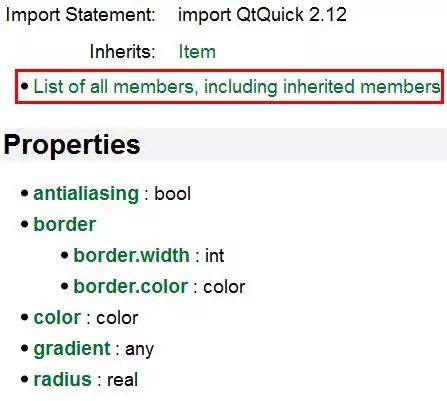 Import Statement: import QtQuick 2.12
Inherits: Item
• List of all members, including inherited members
Properties
• antialiasing : bool
• border
• border.width : int
• border.color : color
• color : color
• gradient : any
• radius : real